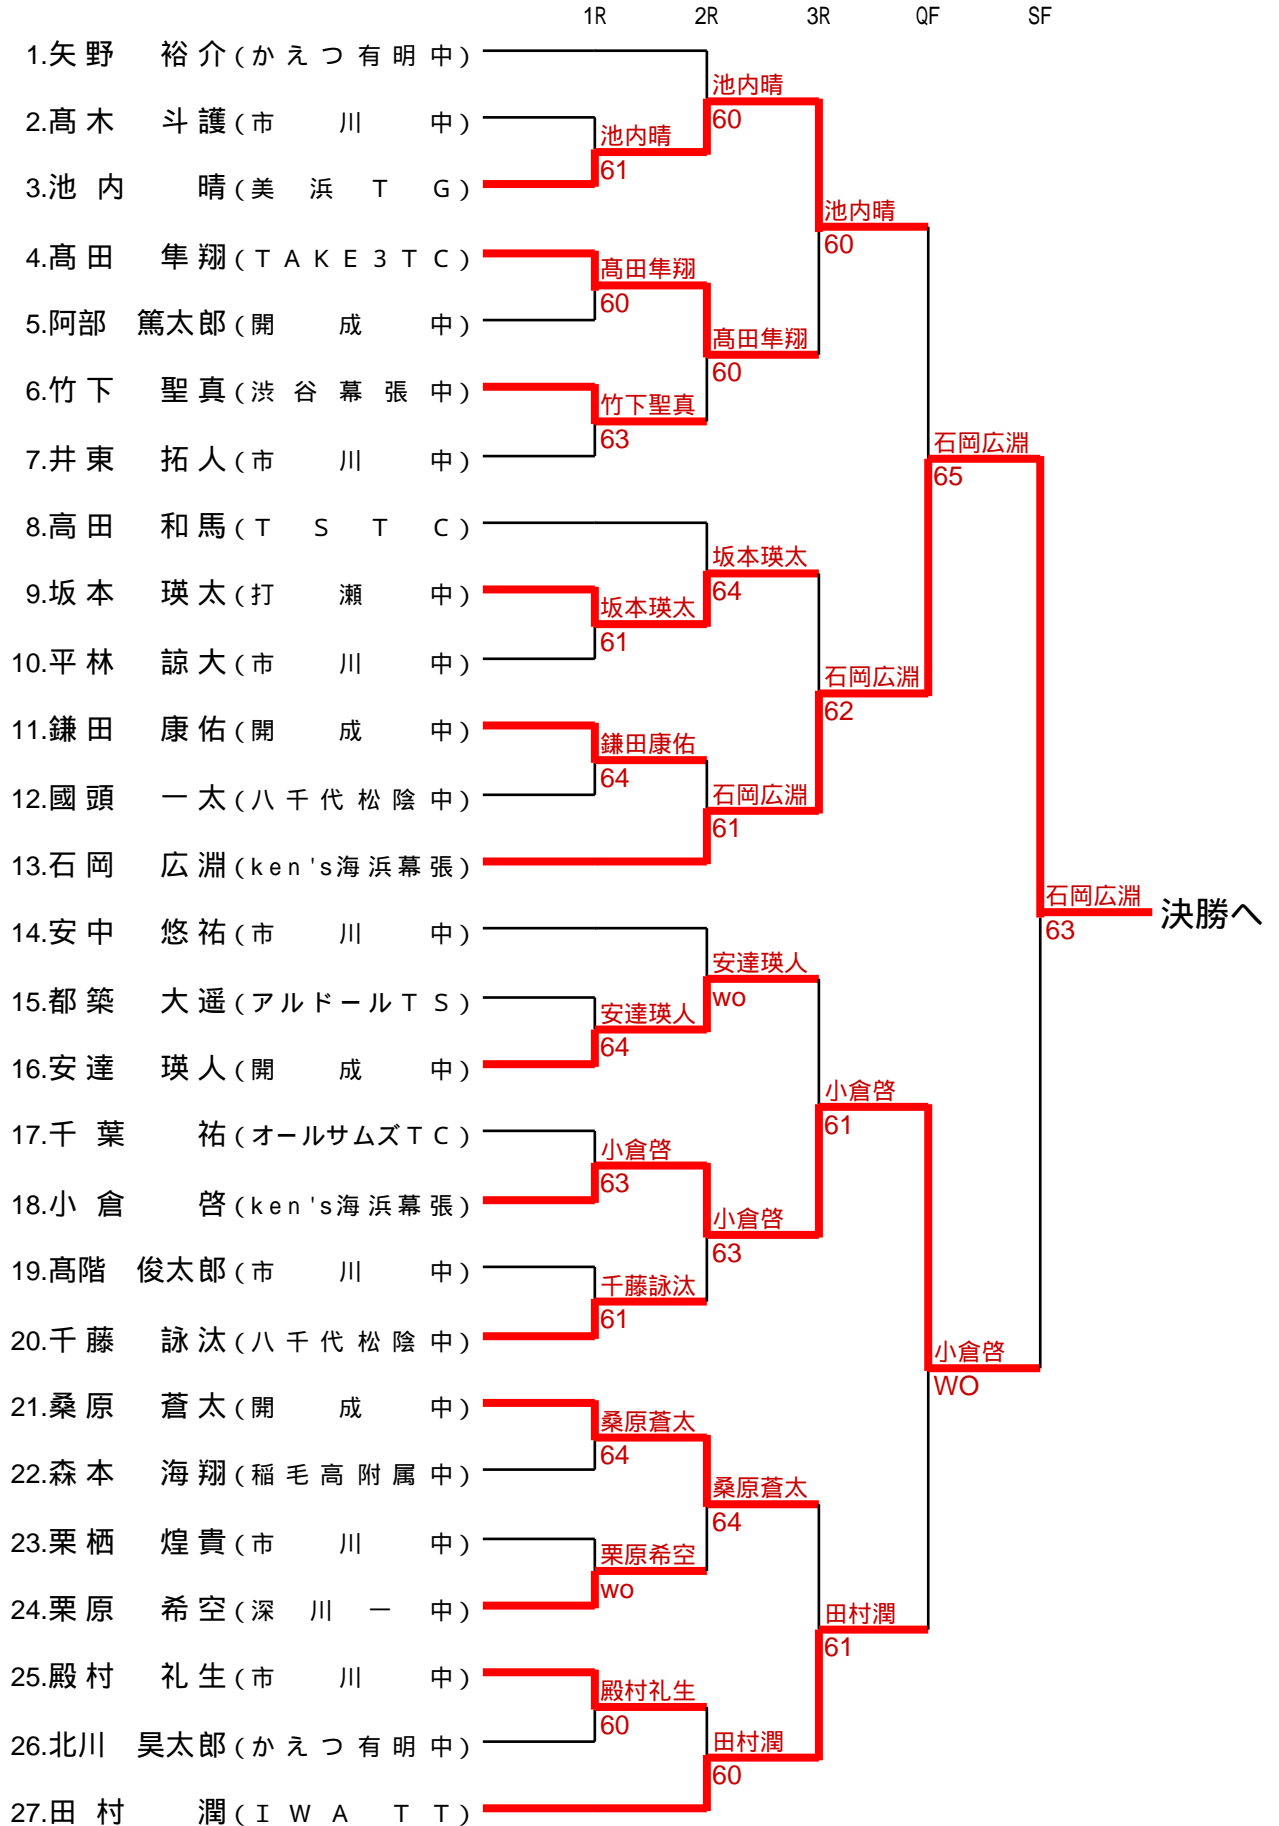 1R 2R 3R QF SF
1.矢野 裕介(かえつ有明中)
池内晴
60
2.髙木 斗護(市川中)
池内晴
61
3.池内 晴(美浜TG)
池内晴
60
4.髙田 隼翔(TAKE3TC)
髙田隼翔
60
5.阿部 篤太郎(開成中)
髙田隼翔
60
6.竹下 聖真(渋谷幕張中)
竹下聖真
63
7.井東 拓人(市川中)
石岡広淵
65
8.高田 和馬(TSTC)
坂本瑛太
64
9.坂本 瑛太(打瀬中)
坂本瑛太
61
10.平林 諒大(市川中)
石岡広淵
62
11.鎌田 康佑(開成中)
鎌田康佑
64
12.國頭 一太(八千代松陰中)
石岡広淵
61
13.石岡 広淵(ken's海浜幕張)
石岡広淵
63
決勝へ
14.安中 悠祐(市川中)
安達瑛人
wo
15.都築 大遥(アルドールTS)
安達瑛人
64
16.安達 瑛人(開成中)
小倉啓
61
17.千葉 祐(オールサムズTC)
小倉啓
63
18.小倉 啓(ken's海浜幕張)
小倉啓
63
19.髙階 俊太郎(市川中)
千藤詠汰
61
20.千藤 詠汰(八千代松陰中)
小倉啓
WO
21.桑原 蒼太(開成中)
桑原蒼太
64
22.森本 海翔(稲毛高附属中)
桑原蒼太
64
23.栗栖 煌貴(市川中)
栗原希空
wo
24.栗原 希空(深川一中)
田村潤
61
25.殿村 礼生(市川中)
殿村礼生
60
26.北川 昊太郎(かえつ有明中)
田村潤
60
27.田村 潤(IWA TT)